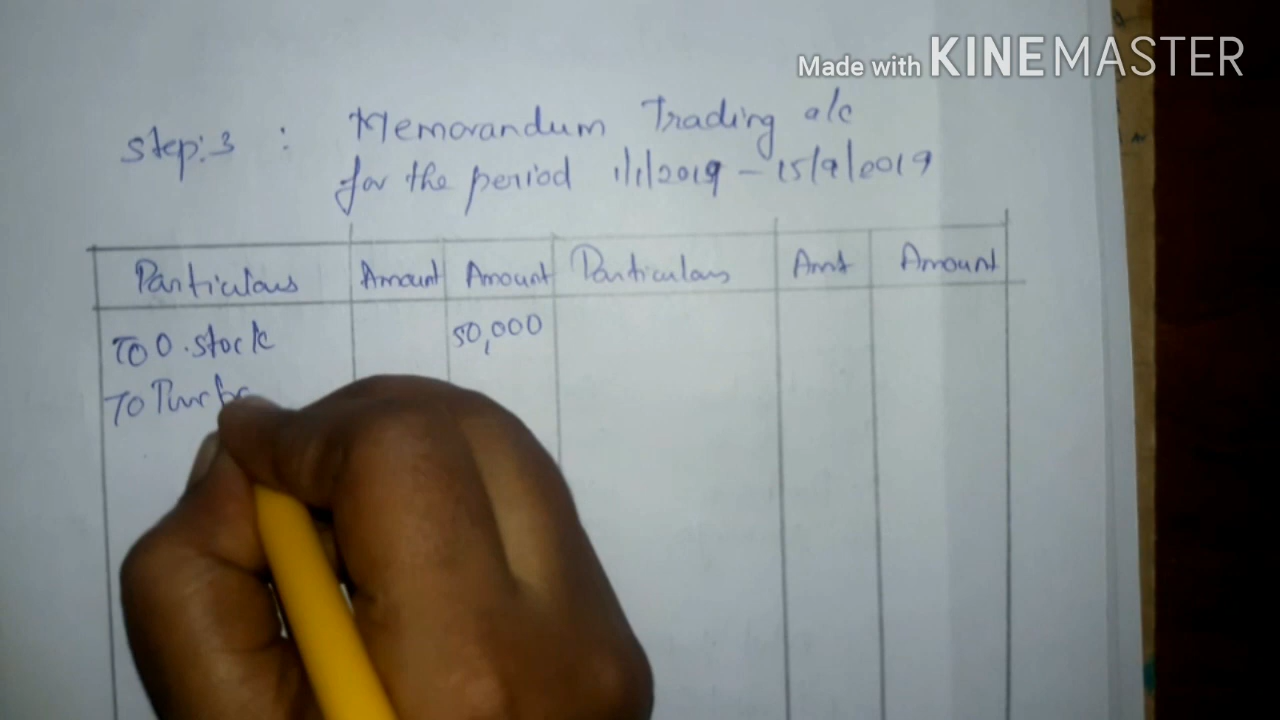 Made with KINEMASTER
Step: 3 : Memorandum Trading a/c
for the period 1/1/2019 – 15/9/2019
Particulars Amount Amount Particulars Amt Amount
TO O. stock 50,000
TO